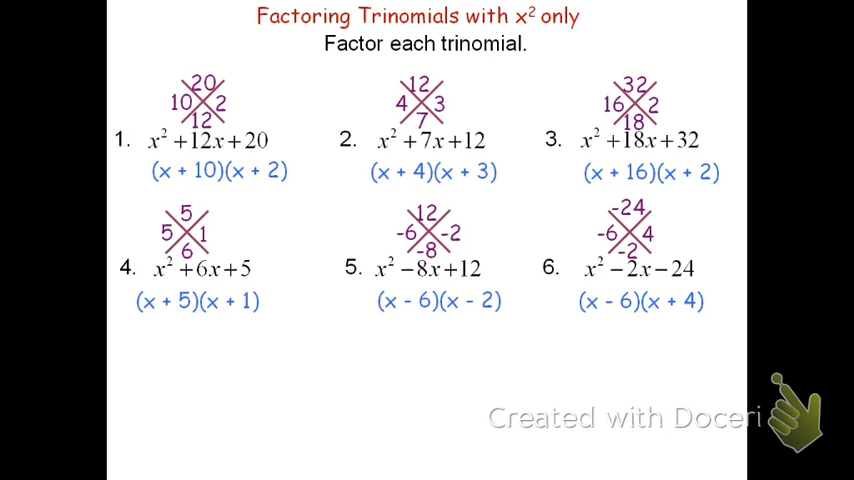 Factoring Trinomials with x² only
Factor each trinomial.
20
10 2
12
1. x² + 12x + 20
(x + 10)(x + 2)
12
4 3
7
2. x² + 7x + 12
(x + 4)(x + 3)
32
16 2
18
3. x² + 18x + 32
(x + 16)(x + 2)
5
5 1
6
4. x² + 6x + 5
(x + 5)(x + 1)
12
-6 -2
-8
5. x² − 8x + 12
(x - 6)(x - 2)
-24
-6 4
-2
6. x² − 2x − 24
(x - 6)(x + 4)
Created with Doceri